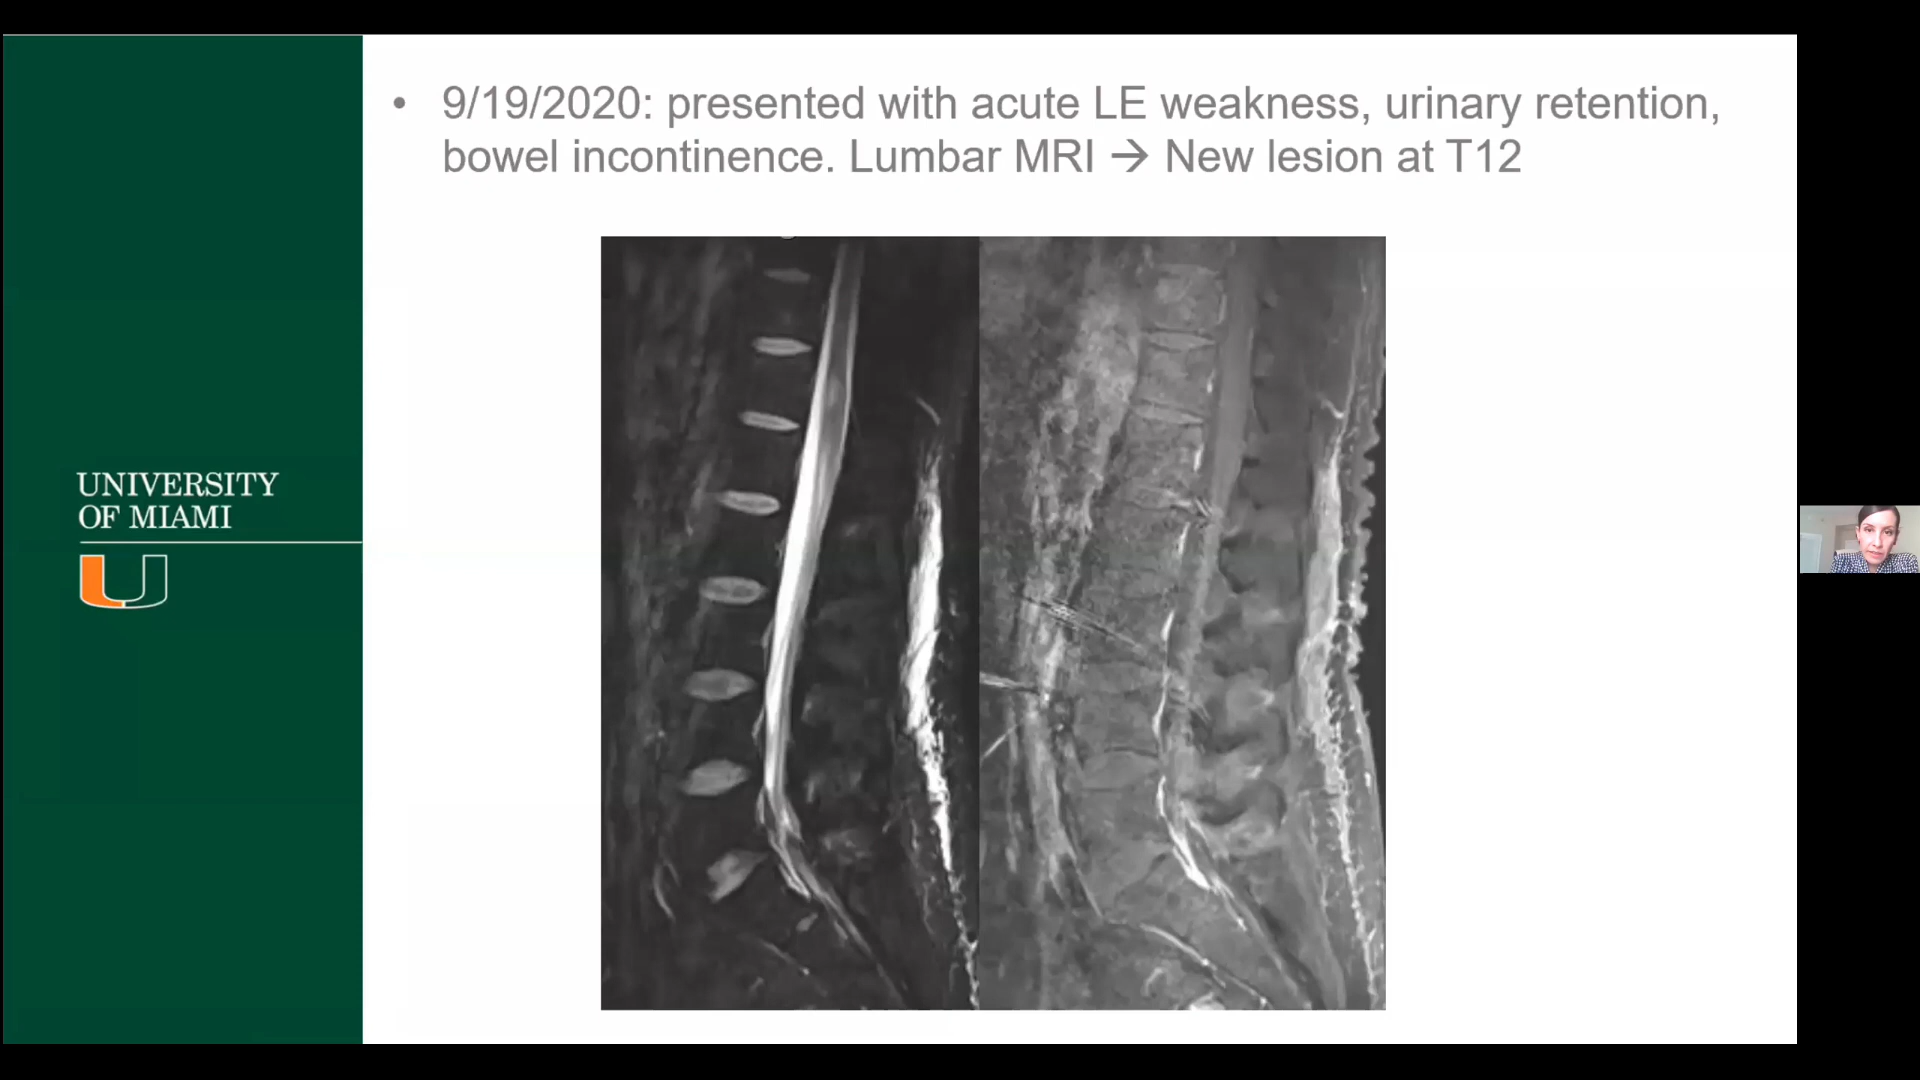 • 9/19/2020: presented with acute LE weakness, urinary retention,
bowel incontinence. Lumbar MRI → New lesion at T12
UNIVERSITY
OF MIAMI